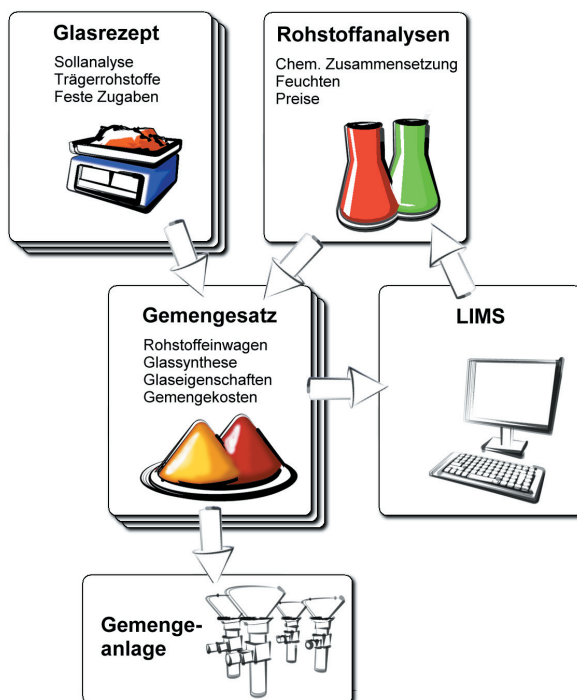 Glasrezept
Sollanalyse
Trägerrohstoffe
Feste Zugaben
Rohstoffanalysen
Chem. Zusammensetzung
Feuchten
Preise
Gemengesatz
Rohstoffeinwagen
Glassynthese
Glaseigenschaften
Gemengekosten
LIMS
Gemenge-
anlage